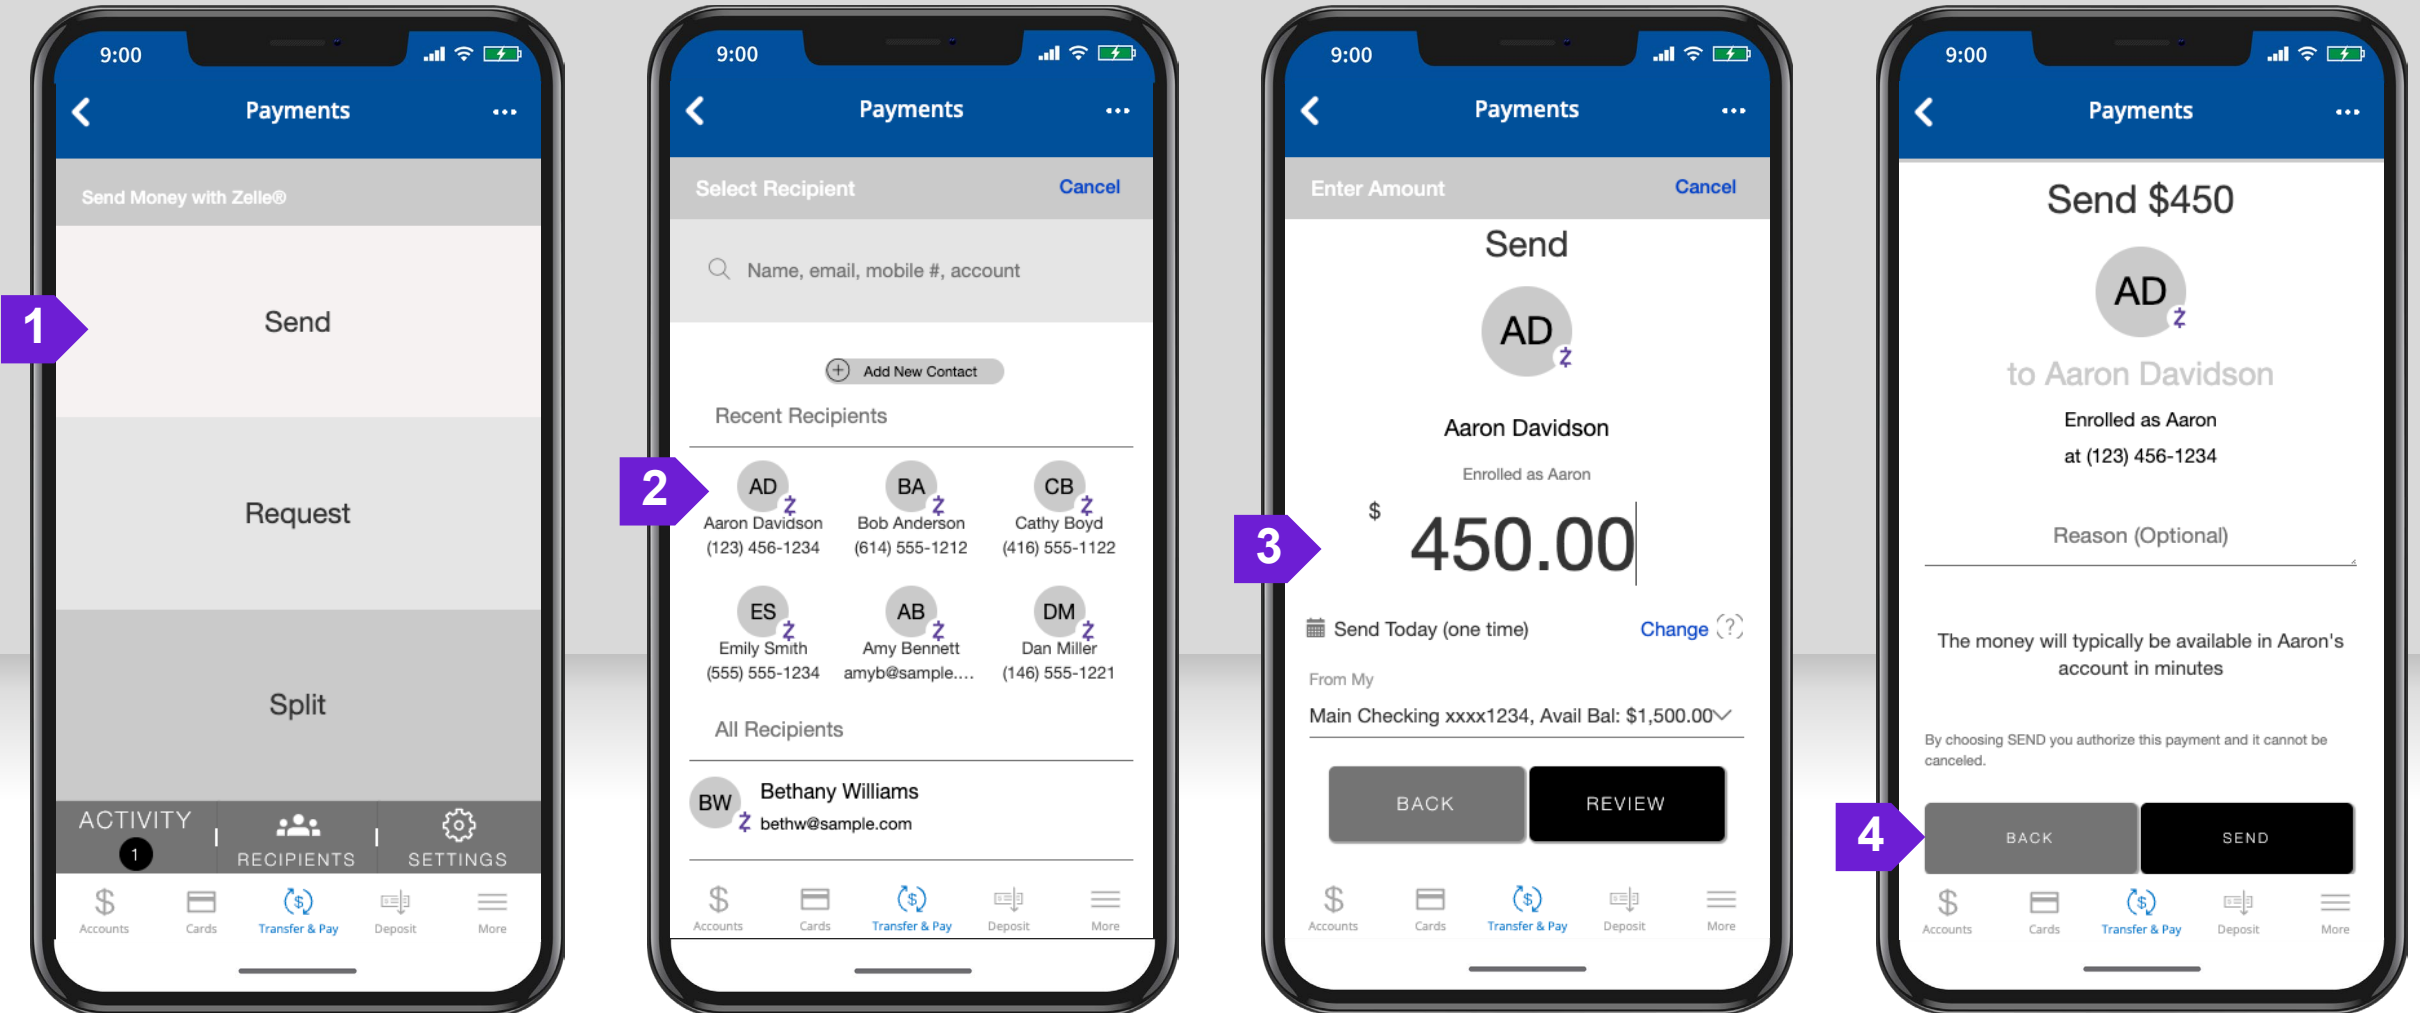 1
9:00
Payments
...
Send Money with Zelle®
Send
Request
Split
ACTIVITY
1
RECIPIENTS
SETTINGS
Accounts
Cards
Transfer & Pay
Deposit
More
2
9:00
Payments
...
Select Recipient
Cancel
Name, email, mobile #, account
Add New Contact
Recent Recipients
AD
BA
CB
Aaron Davidson
Bob Anderson
Cathy Boyd
(123) 456-1234
(614) 555-1212
(416) 555-1122
ES
AB
DM
Emily Smith
Amy Bennett
Dan Miller
(555) 555-1234
amyb@sample....
(146) 555-1221
All Recipients
BW
Bethany Williams
bethw@sample.com
Accounts
Cards
Transfer & Pay
Deposit
More
3
9:00
Payments
...
Enter Amount
Cancel
Send
AD
Aaron Davidson
Enrolled as Aaron
$ 450.00
Send Today (one time)
Change (?)
From My
Main Checking xxxx1234, Avail Bal: $1,500.00
BACK
REVIEW
Accounts
Cards
Transfer & Pay
Deposit
More
4
9:00
Payments
...
Send $450
AD
to Aaron Davidson
Enrolled as Aaron
at (123) 456-1234
Reason (Optional)
The money will typically be available in Aaron's
account in minutes
By choosing SEND you authorize this payment and it cannot be
canceled.
BACK
SEND
Accounts
Cards
Transfer & Pay
Deposit
More